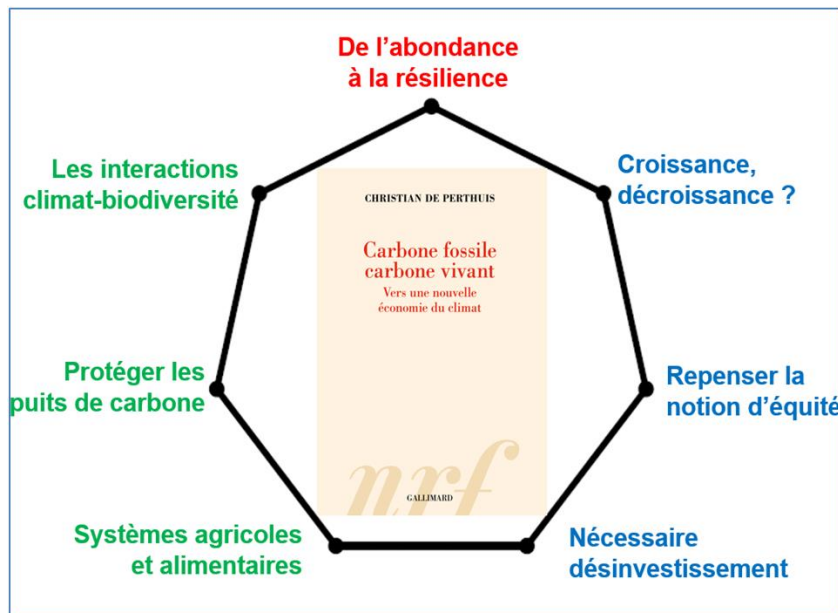 De l’abondance
à la résilience
Les interactions
climat-biodiversité
Croissance,
décroissance ?
CHRISTIAN DE PERTHUIS
Carbone fossile
carbone vivant
Vers une nouvelle
économie du climat
Protéger les
puits de carbone
Repenser la
notion d’équité
nrf
GALLIMARD
Systèmes agricoles
et alimentaires
Nécessaire
désinvestissement